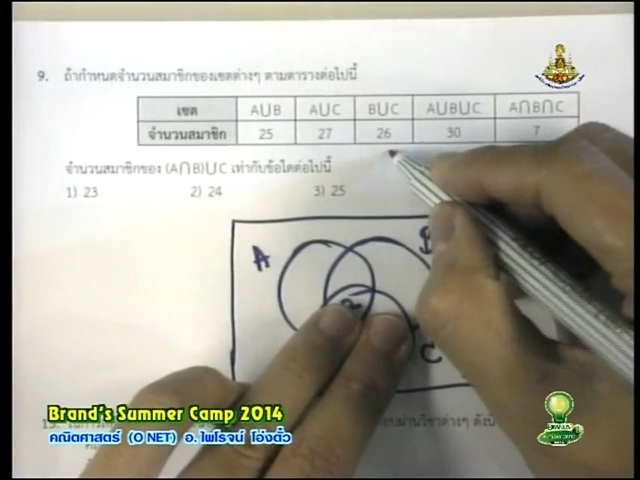 9. ถ้ากำหนดจำนวนสมาชิกของเซตต่างๆ ตามตารางต่อไปนี้
เซต A∪B A∪C B∪C A∪B∪C A∩B∩C
จำนวนสมาชิก 25 27 26 30 7
จำนวนสมาชิกของ (A∩B)∪C เท่ากับข้อใดต่อไปนี้
1) 23 2) 24 3) 25
A B
C
Brand's Summer Camp 2014
คณิตศาสตร์ (O NET) อ.ไพโรจน์ โอ่งตั๋ว